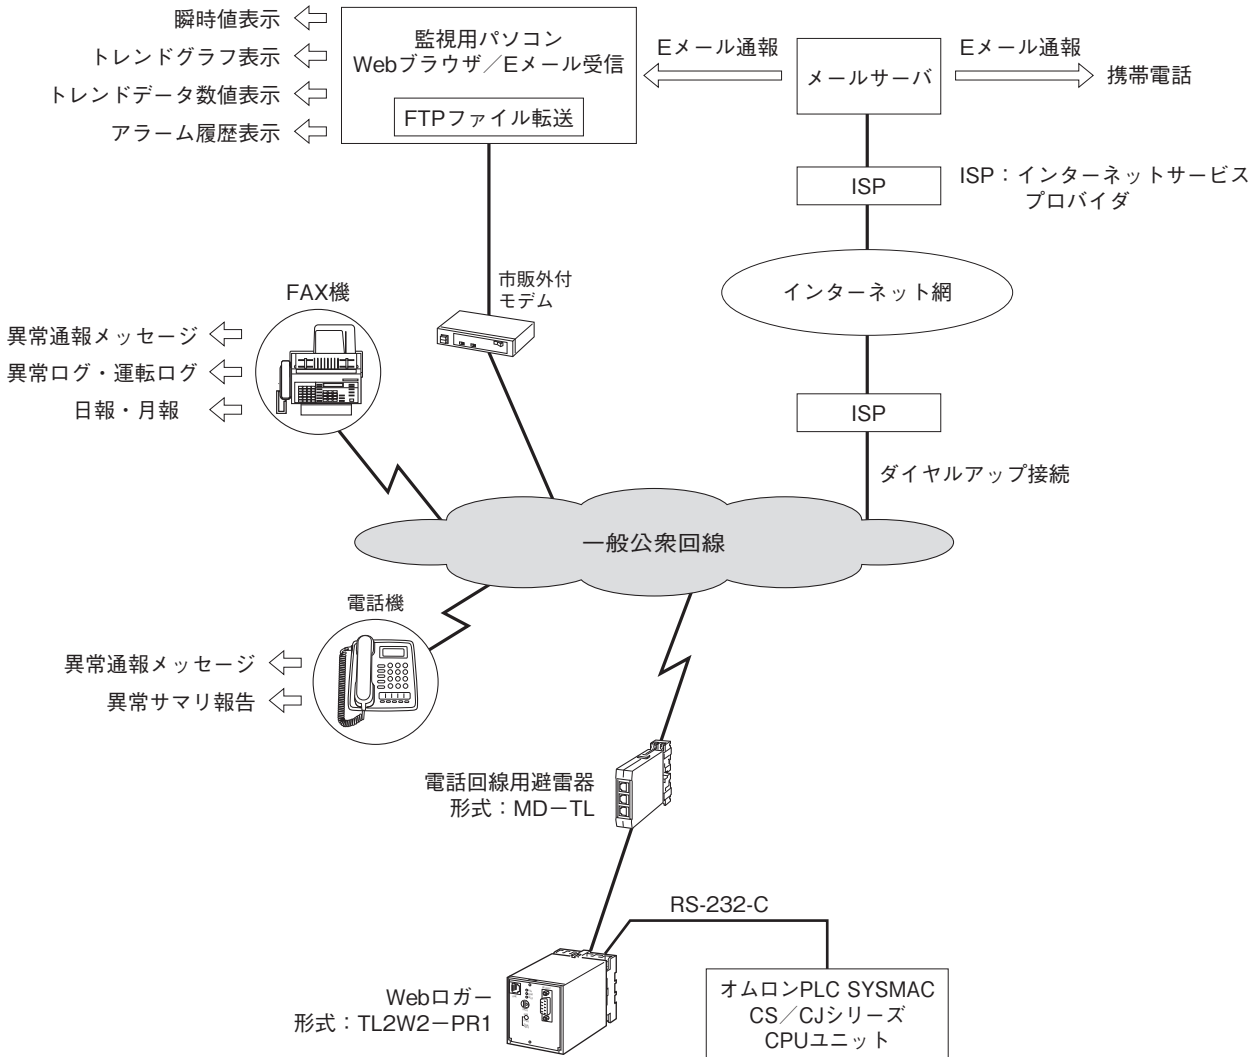 瞬時値表示
トレンドグラフ表示
トレンドデータ数値表示
アラーム履歴表示
監視用パソコン
Webブラウザ／Eメール受信
FTPファイル転送
Eメール通報
メールサーバ
Eメール通報
携帯電話
ISP
ISP：インターネットサービス
プロバイダ
インターネット網
市販外付
モデム
FAX機
異常通報メッセージ
異常ログ・運転ログ
日報・月報
ISP
ダイヤルアップ接続
一般公衆回線
電話機
異常通報メッセージ
異常サマリ報告
電話回線用避雷器
形式：MD－TL
RS-232-C
Webロガー
形式：TL2W2－PR1
オムロンPLC SYSMAC
CS／CJシリーズ
CPUユニット